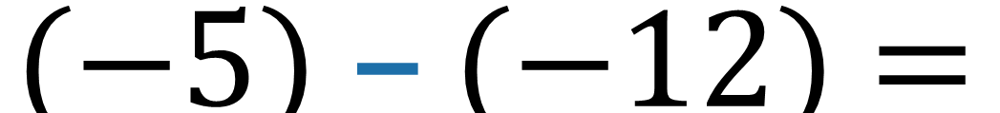 (−5) − (−12) =